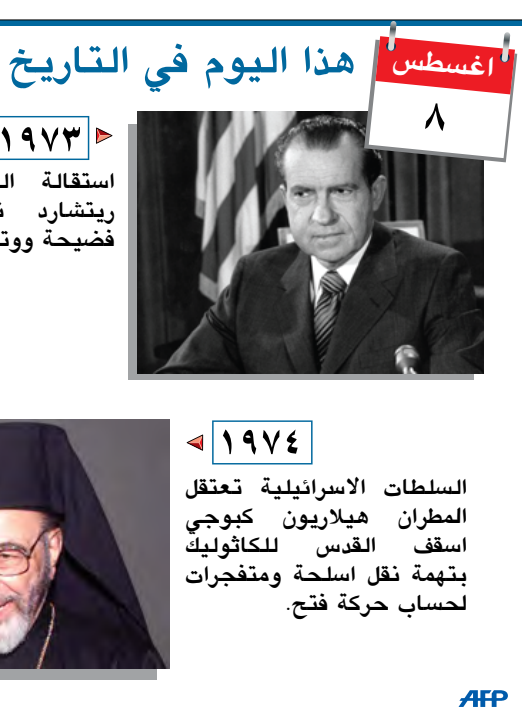 اغسطس
٨
هذا اليوم في التاريخ
١٩٧٣
استقالة
ريتشارد
فضيحة
١٩٧٤
السلطات الاسرائيلية تعتقل
المطران هيلاريون كبوجي
اسقف القدس للكاثوليك
بتهمة نقل اسلحة ومتفجرات
لحساب حركة فتح.
AFP